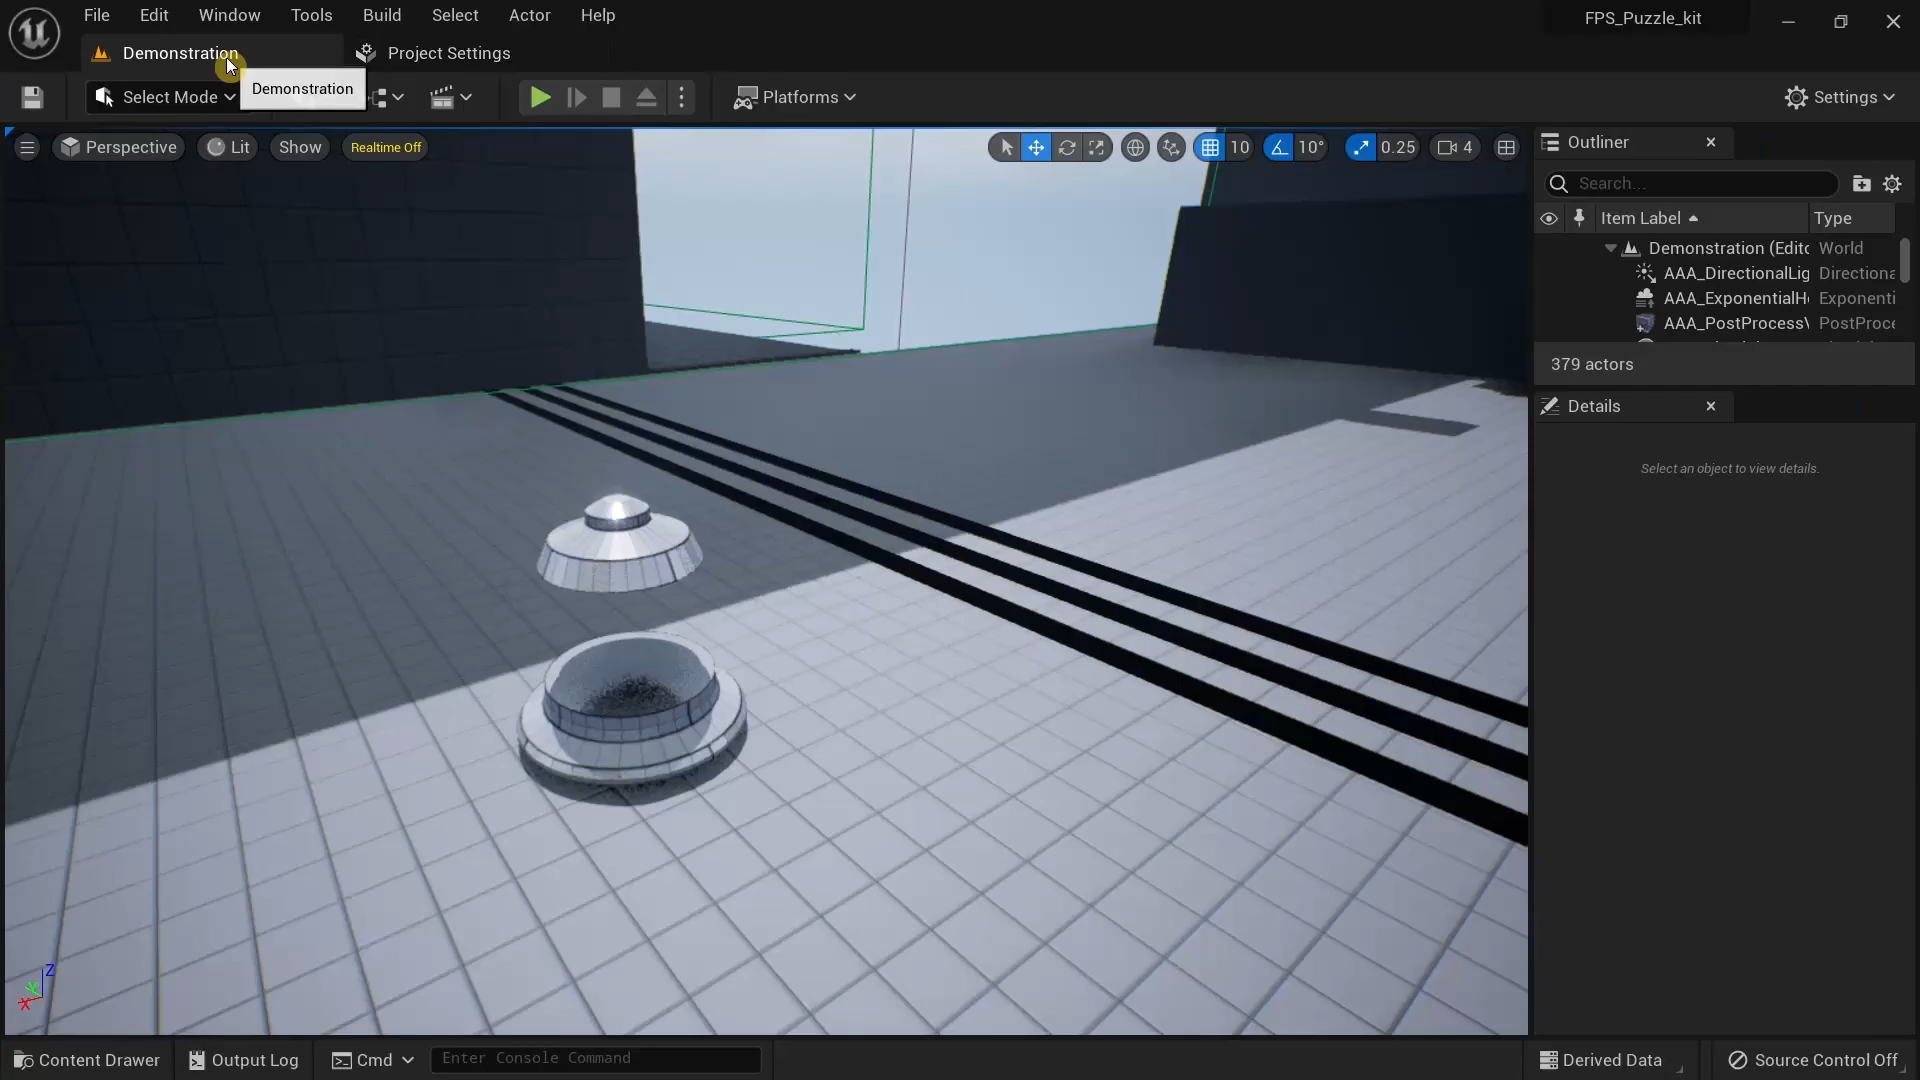 File Edit Window Tools Build Select Actor Help
FPS_Puzzle_kit
Demonstration
Project Settings
Select Mode
Demonstration
Platforms
Settings
Perspective
Lit
Show
Realtime Off
10
10°
0.25
4
Outliner
Search...
Item Label Type
Demonstration (Edito World
AAA_DirectionalLig Directiona
AAA_ExponentialHe Exponenti
AAA_PostProcessV PostProce
379 actors
Details
Select an object to view details.
Z
Y
X
Content Drawer
Output Log
Cmd
Enter Console Command
Derived Data
Source Control Off